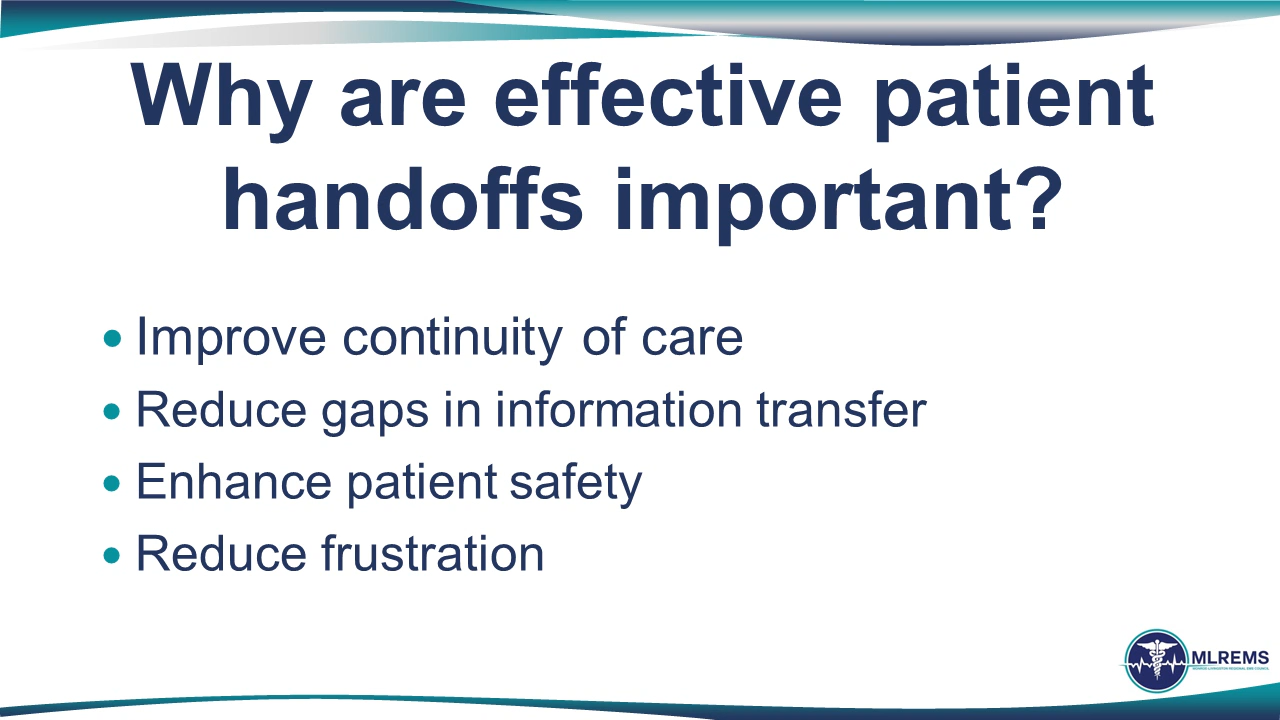 Why are effective patient
handoffs important?
Improve continuity of care
Reduce gaps in information transfer
Enhance patient safety
Reduce frustration
MLREMS